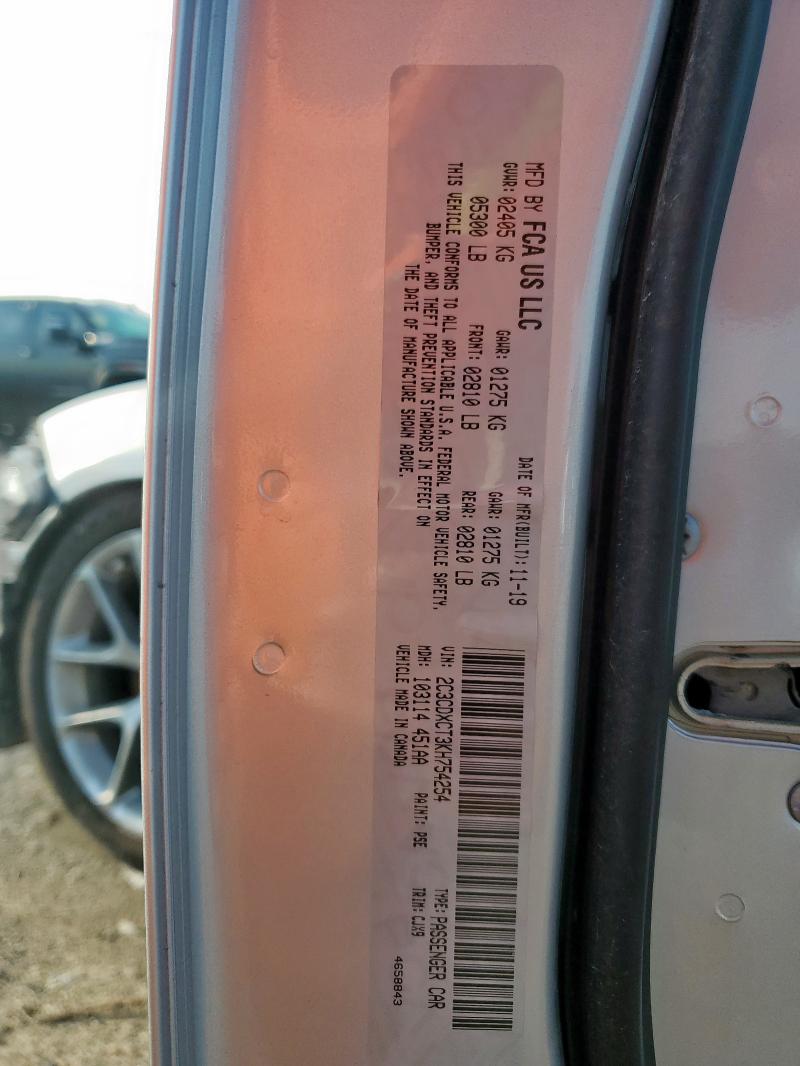 MFD BY FCA US LLC
DATE OF MFR(BUILT): 11-19
GVWR: 02405 KG GAWR: 01275 KG GAWR: 01275 KG
05300 LB FRONT: 02810 LB REAR: 02810 LB
THIS VEHICLE CONFORMS TO ALL APPLICABLE U.S.A. FEDERAL MOTOR VEHICLE SAFETY,
BUMPER, AND THEFT PREVENTION STANDARDS IN EFFECT ON
THE DATE OF MANUFACTURE SHOWN ABOVE.
VIN: 2C3CDXCT3KH754254 TYPE: PASSENGER CAR
MDH: 103114 451AA PAINT: PSE TRIM: CJX9
VEHICLE MADE IN CANADA 4658843